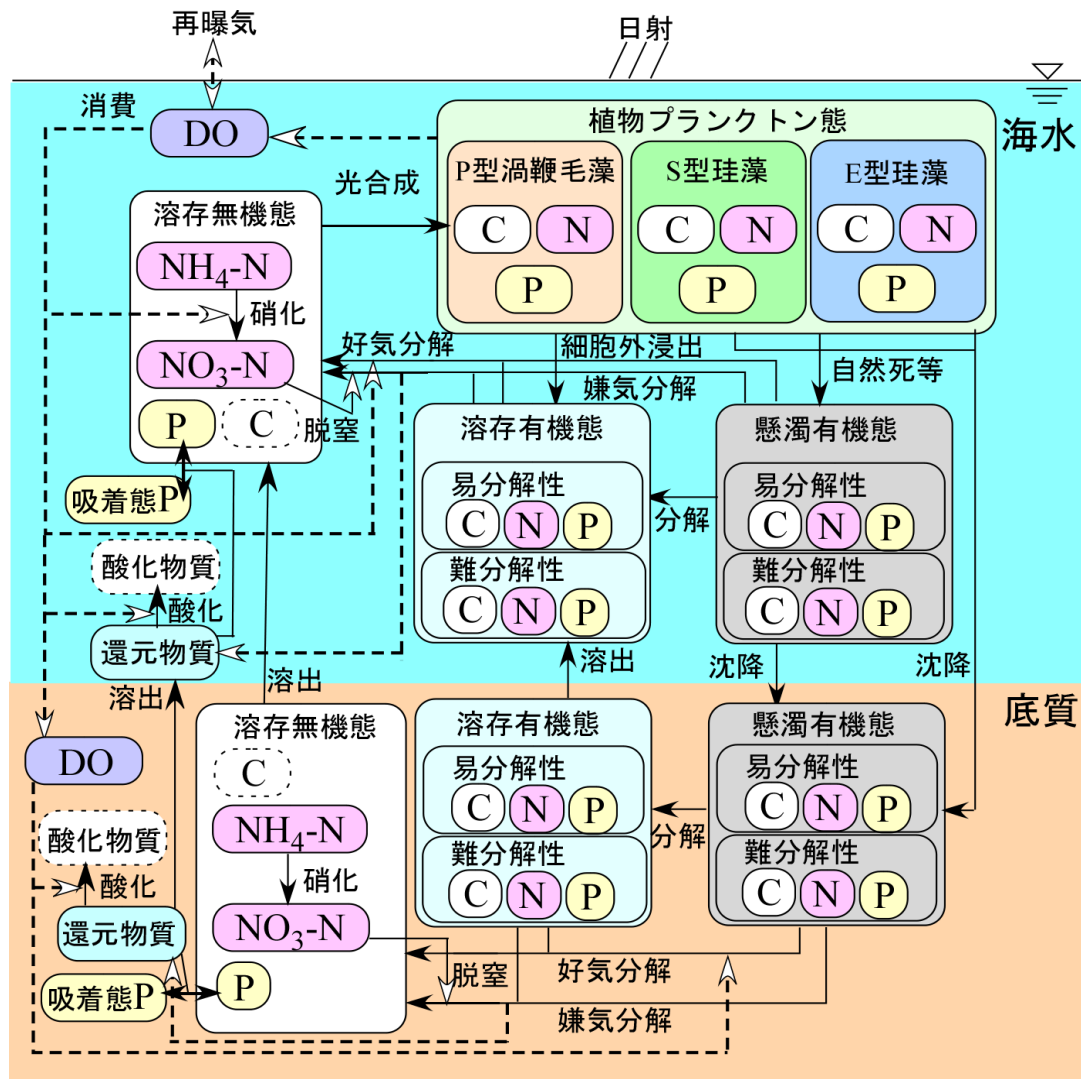 再曝気
日射
消費
DO
海水
植物プランクトン態
P型渦鞭毛藻
C N
P
S型珪藻
C N
P
E型珪藻
C N
P
光合成
溶存無機態
NH₄-N
硝化
NO₃-N
P
C
脱窒
吸着態P
好気分解
細胞外浸出
嫌気分解
自然死等
溶存有機態
易分解性
C N P
難分解性
C N P
分解
懸濁有機態
易分解性
C N P
難分解性
C N P
酸化物質
酸化
還元物質
溶出
溶出
溶出
沈降
沈降
底質
DO
酸化物質
酸化
還元物質
吸着態P
溶存無機態
C
NH₄-N
硝化
NO₃-N
P
脱窒
溶存有機態
易分解性
C N P
難分解性
C N P
分解
懸濁有機態
易分解性
C N P
難分解性
C N P
好気分解
嫌気分解